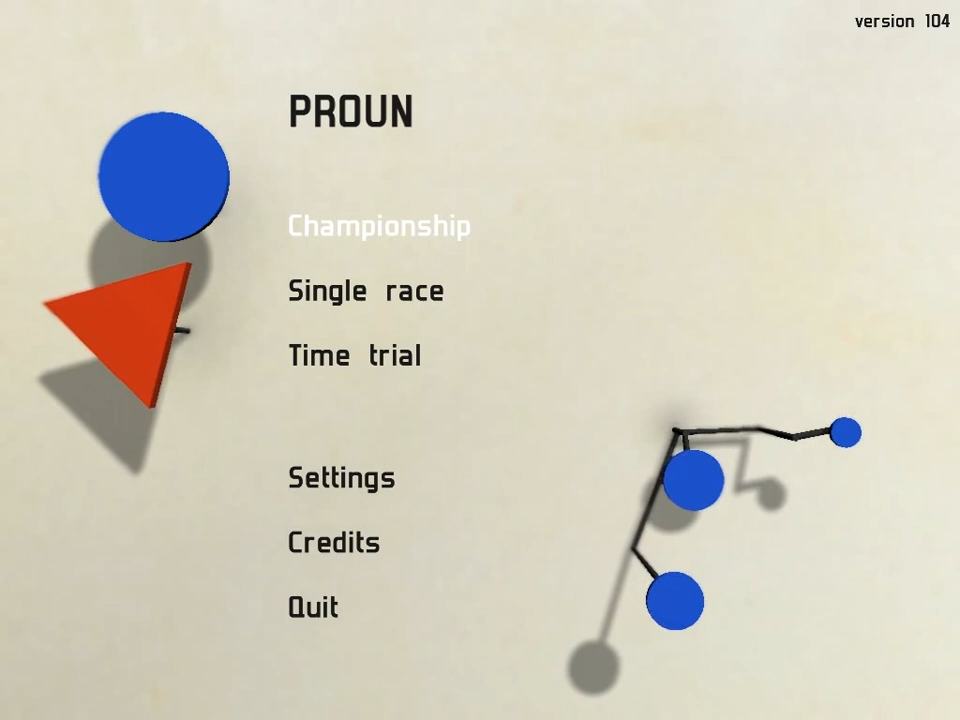 version 104
PROUN
Championship
Single race
Time trial
Settings
Credits
Quit